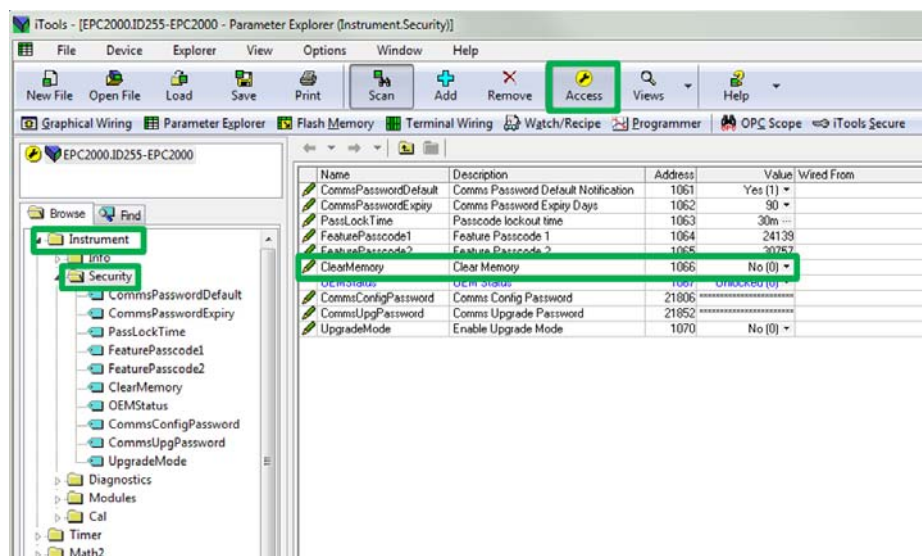 iTools - [EPC2000.ID255-EPC2000 - Parameter Explorer (Instrument.Security)]
File Device Explorer View Options Window Help
New File Open File Load Save Print Scan Add Remove Access Views Help
Graphical Wiring Parameter Explorer Flash Memory Terminal Wiring Watch/Recipe Programmer OPC Scope iTools Secure
EPC2000.ID255-EPC2000
Browse Find
Instrument
Info
Security
CommsPasswordDefault
CommsPasswordExpiry
PassLockTime
FeaturePasscode1
FeaturePasscode2
ClearMemory
OEMStatus
CommsConfigPassword
CommsUpgPassword
UpgradeMode
Diagnostics
Modules
Cal
Timer
Math2
Name Description Address Value Wired From
CommsPasswordDefault Comms Password Default Notification 1061 Yes (1)
CommsPasswordExpiry Comms Password Expiry Days 1062 90
PassLockTime Passcode lockout time 1063 30m ...
FeaturePasscode1 Feature Passcode 1 1064 24139
FeaturePasscode2 Feature Passcode 2 1065 30757
ClearMemory Clear Memory 1066 No (0)
OEMStatus OEM Status 1067 Unlocked (0)
CommsConfigPassword Comms Config Password 21806 ***********************
CommsUpgPassword Comms Upgrade Password 21852 ***********************
UpgradeMode Enable Upgrade Mode 1070 No (0)